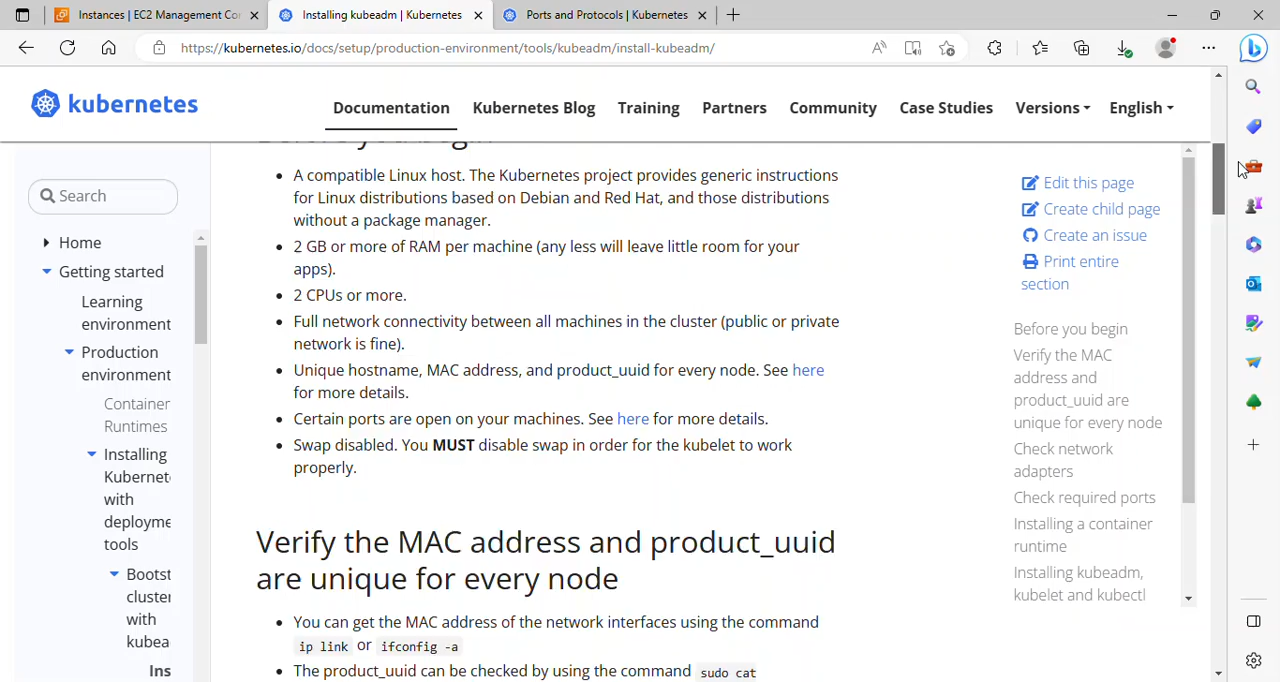 Instances | EC2 Management Co
Installing kubeadm | Kubernetes
Ports and Protocols | Kubernetes
https://kubernetes.io/docs/setup/production-environment/tools/kubeadm/install-kubeadm/
kubernetes
Documentation
Kubernetes Blog
Training
Partners
Community
Case Studies
Versions
English
Search
Home
Getting started
Learning
environment
Production
environment
Container
Runtimes
Installing
Kubernet
with
deployme
tools
Bootst
cluster
with
kubea
Ins
Before you begin
A compatible Linux host. The Kubernetes project provides generic instructions
for Linux distributions based on Debian and Red Hat, and those distributions
without a package manager.
2 GB or more of RAM per machine (any less will leave little room for your
apps).
2 CPUs or more.
Full network connectivity between all machines in the cluster (public or private
network is fine).
Unique hostname, MAC address, and product_uuid for every node. See here
for more details.
Certain ports are open on your machines. See here for more details.
Swap disabled. You MUST disable swap in order for the kubelet to work
properly.
Verify the MAC address and product_uuid
are unique for every node
You can get the MAC address of the network interfaces using the command
ip link or ifconfig -a
The product_uuid can be checked by using the command sudo cat
Edit this page
Create child page
Create an issue
Print entire
section
Before you begin
Verify the MAC
address and
product_uuid are
unique for every node
Check network
adapters
Check required ports
Installing a container
runtime
Installing kubeadm,
kubelet and kubectl